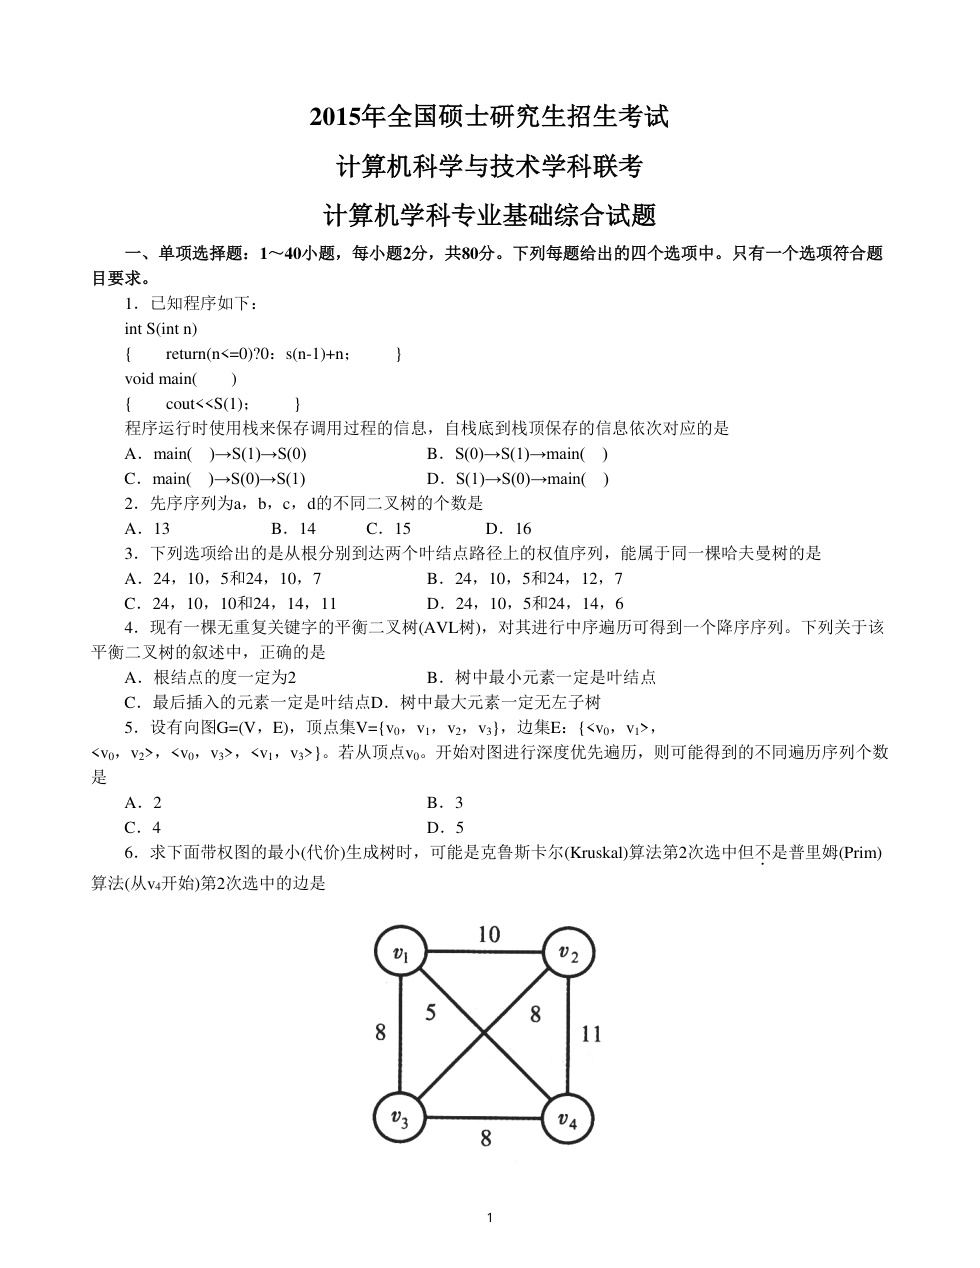 2015年全国硕士研究生招生考试
计算机科学与技术学科联考
计算机学科专业基础综合试题
一、单项选择题：1～40小题，每小题2分，共80分。下列每题给出的四个选项中。只有一个选项符合题
目要求。
1．已知程序如下：
int S(int n)
{ return(n<=0)?0：s(n-1)+n； }
void main( )
{ cout<<S(1)； }
程序运行时使用栈来保存调用过程的信息，自栈底到栈顶保存的信息依次对应的是
A．main( )→S(1)→S(0) B．S(0)→S(1)→main( )
C．main( )→S(0)→S(1) D．S(1)→S(0)→main( )
2．先序序列为a，b，c，d的不同二叉树的个数是
A．13 B．14 C．15 D．16
3．下列选项给出的是从根分别到达两个叶结点路径上的权值序列，能属于同一棵哈夫曼树的是
A．24，10，5和24，10，7 B．24，10，5和24，12，7
C．24，10，10和24，14，11 D．24，10，5和24，14，6
4．现有一棵无重复关键字的平衡二叉树(AVL树)，对其进行中序遍历可得到一个降序序列。下列关于该
平衡二叉树的叙述中，正确的是
A．根结点的度一定为2 B．树中最小元素一定是叶结点
C．最后插入的元素一定是叶结点D．树中最大元素一定无左子树
5．设有向图G=(V，E)，顶点集V={v₀，v₁，v₂，v₃}，边集E：{<v₀，v₁>，
<v₀，v₂>，<v₀，v₃>，<v₁，v₃>}。若从顶点v₀。开始对图进行深度优先遍历，则可能得到的不同遍历序列个数
是
A．2 B．3
C．4 D．5
6．求下面带权图的最小(代价)生成树时，可能是克鲁斯卡尔(Kruskal)算法第2次选中但不是普里姆(Prim)
算法(从v₄开始)第2次选中的边是
10
v₁ v₂
5 8
8 11
v₃ v₄
8
1